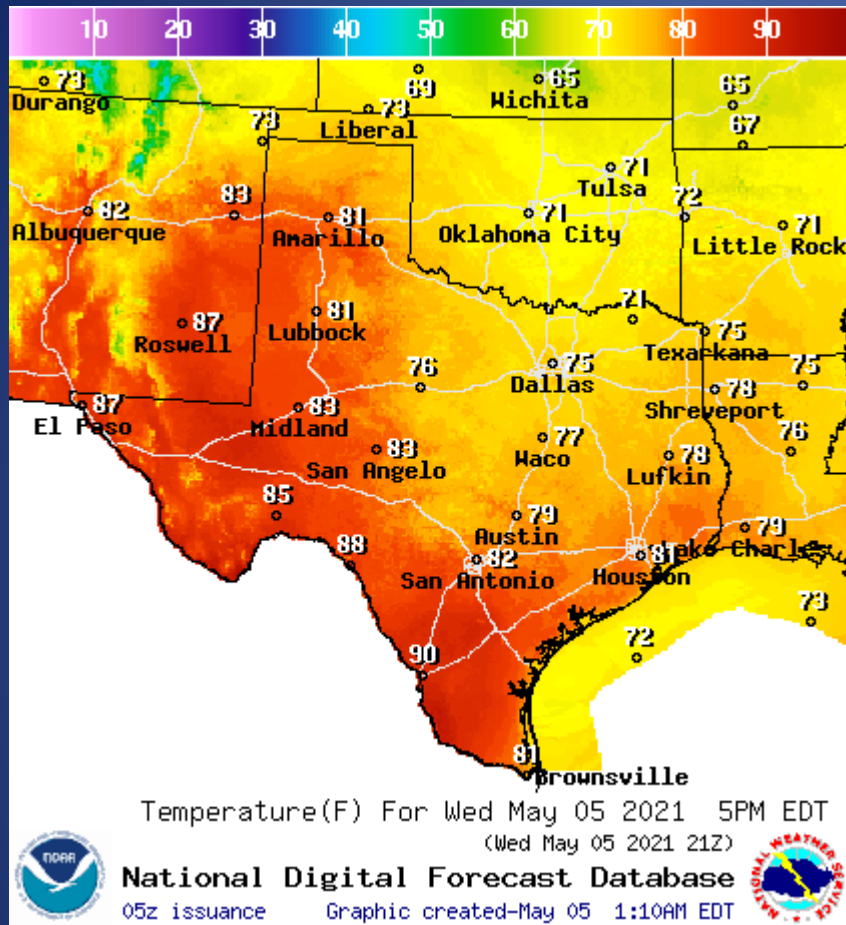 10 20 30 40 50 60 70 80 90
73
Durango
69
65
Wichita
65
73
Liberal
73
67
82
Albuquerque
83
81
Amarillo
71
Tulsa
71
Oklahoma City
72
71
Little Rock
87
Roswell
81
Lubbock
71
75
Texarkana
76
75
Dallas
78
Shreveport
75
87
El Paso
83
Midland
83
San Angelo
77
Waco
78
Lufkin
76
85
79
Austin
79
Lake Charles
88
82
San Antonio
81
Houston
73
72
90
81
Brownsville
Temperature(F) For Wed May 05 2021 5PM EDT
(Wed May 05 2021 21Z)
National Digital Forecast Database
05z issuance Graphic created-May 05 1:10AM EDT
NOAA
NATIONAL WEATHER SERVICE